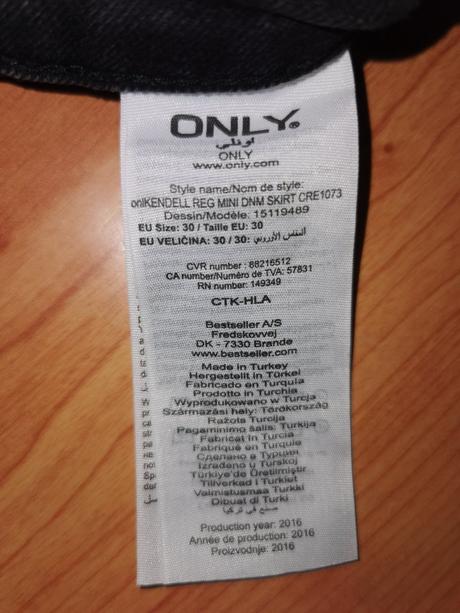 ONLY®
اونلي
ONLY
www.only.com
Style name/Nom de style:
onlKENDELL REG MINI DNM SKIRT CRE1073
Dessin/Modèle: 15119489
EU Size: 30 / Taille EU: 30
EU VELIČINA: 30 / 30: المقاس الأوروبي
CVR number: 88216512
CA number/Numéro de TVA: 57831
RN number: 149349
CTK-HLA
Bestseller A/S
Fredskovvej
DK - 7330 Brande
www.bestseller.com
Made in Turkey
Hergestellt in Türkei
Fabricado en Turquía
Prodotto in Turchia
Wyprodukowano w Turcja
Származási hely: Törökország
Ražota Turcija
Pagaminimo šalis: Turkija
Fabricat în Turcia
Fabriqué en Turquie
Сделано в Турции
Izrađeno u Turskoj
Türkiye'de Üretilmiştir
Tillverkad i Turkiet
Valmistusmaa Turkki
Dibuat di Turki
صنع في تركيا
Production year: 2016
Année de production: 2016
Proizvodnje: 2016